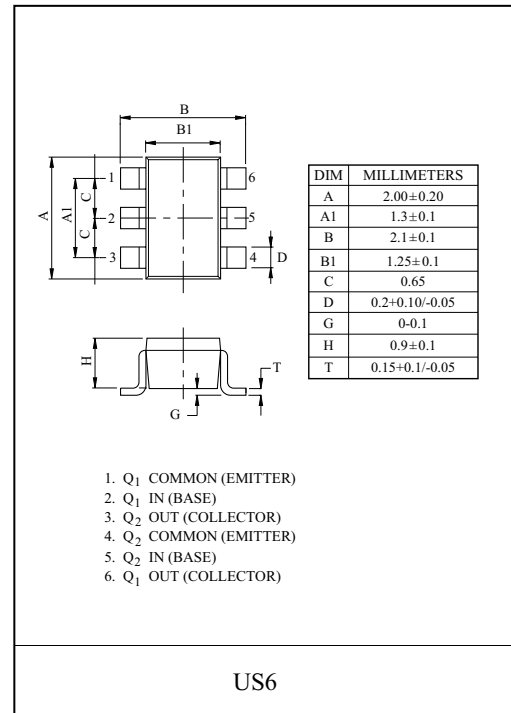 B
B1
1
6
A
A1
C
2
5
C
3
4
D
H
T
G
DIM MILLIMETERS
A 2.00±0.20
A1 1.3±0.1
B 2.1±0.1
B1 1.25±0.1
C 0.65
D 0.2+0.10/-0.05
G 0-0.1
H 0.9±0.1
T 0.15+0.1/-0.05
1. Q1 COMMON (EMITTER)
2. Q1 IN (BASE)
3. Q2 OUT (COLLECTOR)
4. Q2 COMMON (EMITTER)
5. Q2 IN (BASE)
6. Q1 OUT (COLLECTOR)
US6